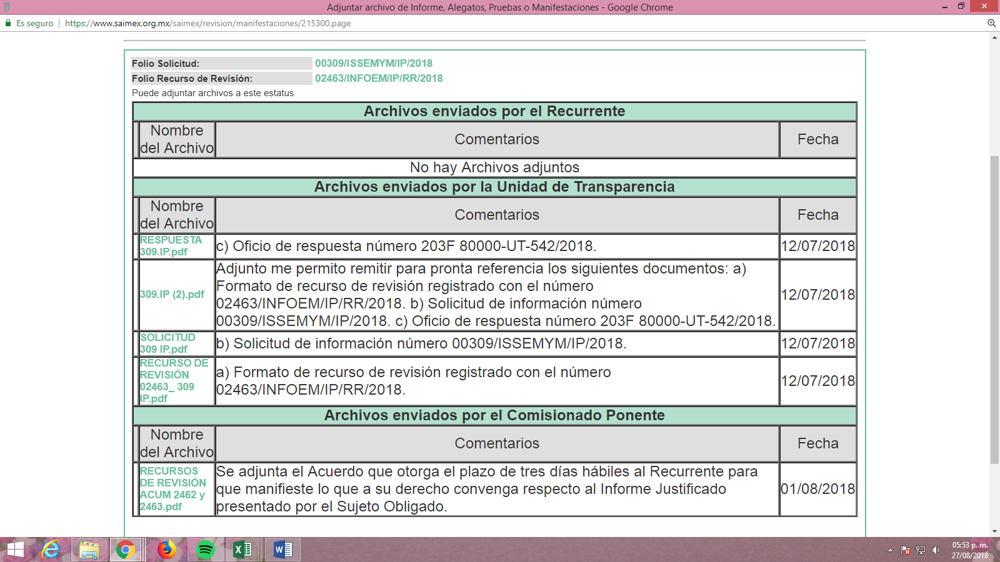 Adjuntar archivo de Informe, Alegatos, Pruebas o Manifestaciones - Google Chrome
Es seguro
https://www.saimex.org.mx/saimex/revision/manifestaciones/215300.page
Folio Solicitud: 00309/ISSEMYM/IP/2018
Folio Recurso de Revisión: 02463/INFOEM/IP/RR/2018
Puede adjuntar archivos a este estatus
Archivos enviados por el Recurrente
Nombre
del Archivo
Comentarios
Fecha
No hay Archivos adjuntos
Archivos enviados por la Unidad de Transparencia
Nombre
del Archivo
Comentarios
Fecha
RESPUESTA
309.IP.pdf
c) Oficio de respuesta número 203F 80000-UT-542/2018.
12/07/2018
309.IP (2).pdf
Adjunto me permito remitir para pronta referencia los siguientes documentos: a)
Formato de recurso de revisión registrado con el número
02463/INFOEM/IP/RR/2018. b) Solicitud de información número
00309/ISSEMYM/IP/2018. c) Oficio de respuesta número 203F 80000-UT-542/2018.
12/07/2018
SOLICITUD
309 IP.pdf
b) Solicitud de información número 00309/ISSEMYM/IP/2018.
12/07/2018
RECURSO DE
REVISIÓN
02463_ 309
IP.pdf
a) Formato de recurso de revisión registrado con el número
02463/INFOEM/IP/RR/2018.
12/07/2018
Archivos enviados por el Comisionado Ponente
Nombre
del Archivo
Comentarios
Fecha
RECURSOS
DE REVISIÓN
ACUM 2462 y
2463.pdf
Se adjunta el Acuerdo que otorga el plazo de tres días hábiles al Recurrente para
que manifieste lo que a su derecho convenga respecto al Informe Justificado
presentado por el Sujeto Obligado.
01/08/2018
05:53 p. m.
27/08/2018